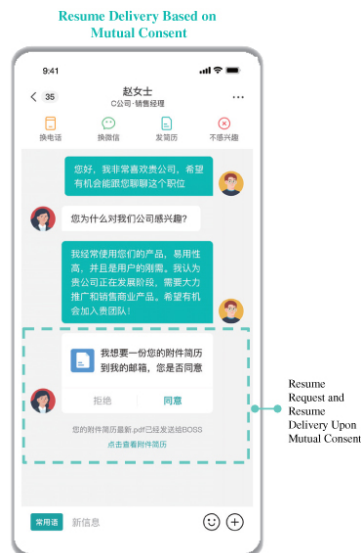 Resume Delivery Based on
Mutual Consent
9:41
35
赵女士
C公司·销售经理
换电话
换微信
发简历
不感兴趣
您好，我非常喜欢贵公司，希望
有机会能跟您聊聊这个职位
您为什么对我们公司感兴趣？
我经常使用您们的产品，易用性
高，并且是用户的刚需。我认为
贵公司正在发展阶段，需要大力
推广和销售商业产品。希望有机
会加入贵团队！
我想要一份您的附件简历
到我的邮箱，您是否同意
拒绝 同意
您的附件简历最新.pdf已经发送给BOSS
点击查看附件简历
Resume
Request and
Resume
Delivery Upon
Mutual Consent
常用语 新信息